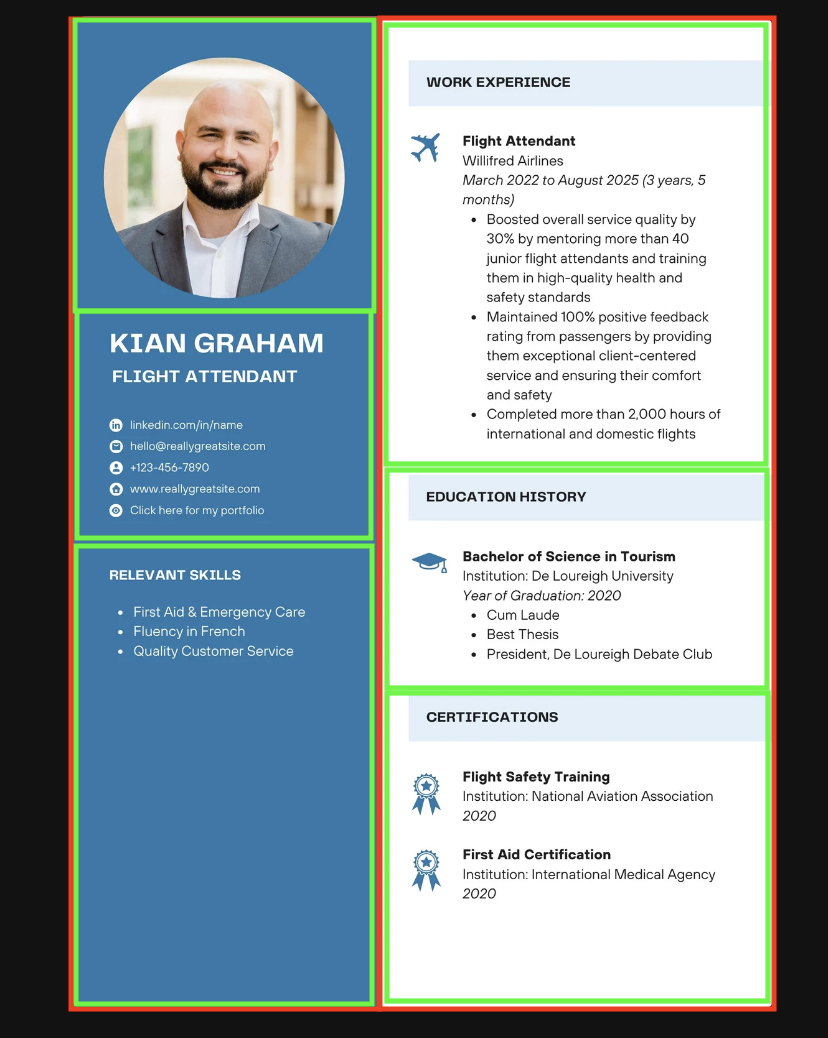 KIAN GRAHAM
FLIGHT ATTENDANT
linkedin.com/in/name
hello@reallygreatsite.com
+123-456-7890
www.reallygreatsite.com
Click here for my portfolio
RELEVANT SKILLS
• First Aid & Emergency Care
• Fluency in French
• Quality Customer Service
WORK EXPERIENCE
Flight Attendant
Willifred Airlines
March 2022 to August 2025 (3 years, 5
months)
• Boosted overall service quality by
30% by mentoring more than 40
junior flight attendants and training
them in high-quality health and
safety standards
• Maintained 100% positive feedback
rating from passengers by providing
them exceptional client-centered
service and ensuring their comfort
and safety
• Completed more than 2,000 hours of
international and domestic flights
EDUCATION HISTORY
Bachelor of Science in Tourism
Institution: De Loureigh University
Year of Graduation: 2020
• Cum Laude
• Best Thesis
• President, De Loureigh Debate Club
CERTIFICATIONS
Flight Safety Training
Institution: National Aviation Association
2020
First Aid Certification
Institution: International Medical Agency
2020